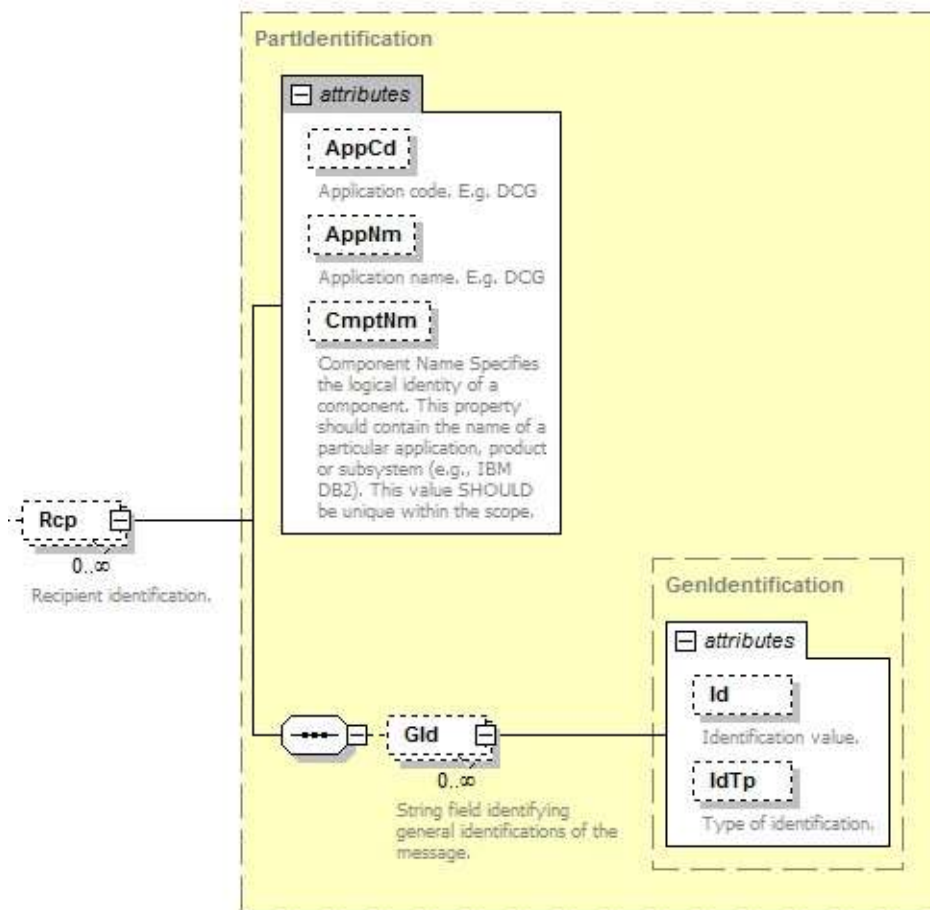 PartIdentification
attributes
AppCd
Application code. E.g. DCG
AppNm
Application name. E.g. DCG
CmptNm
Component Name Specifies
the logical identity of a
component. This property
should contain the name of a
particular application, product
or subsystem (e.g., IBM
DB2). This value SHOULD
be unique within the scope.
Rcp
0..∞
Recipient identification.
GenIdentification
attributes
Id
Identification value.
IdTp
Type of identification.
GId
0..∞
String field identifying
general identifications of the
message.